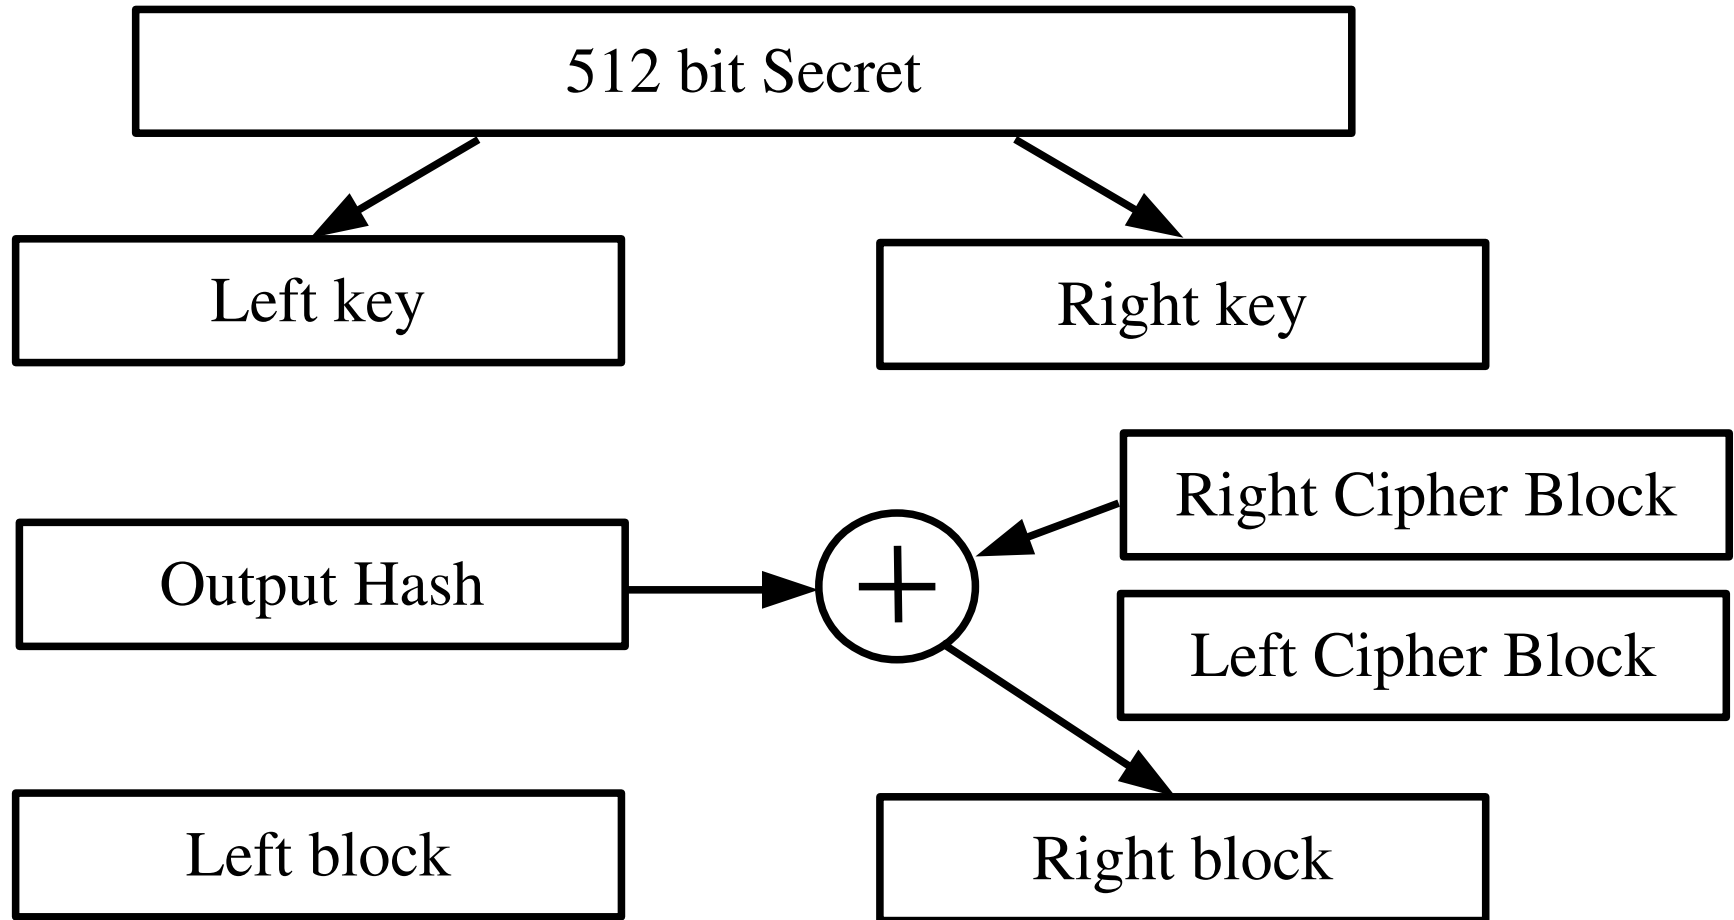 512 bit Secret
Left key
Right key
Right Cipher Block
Output Hash
Left Cipher Block
Left block
Right block